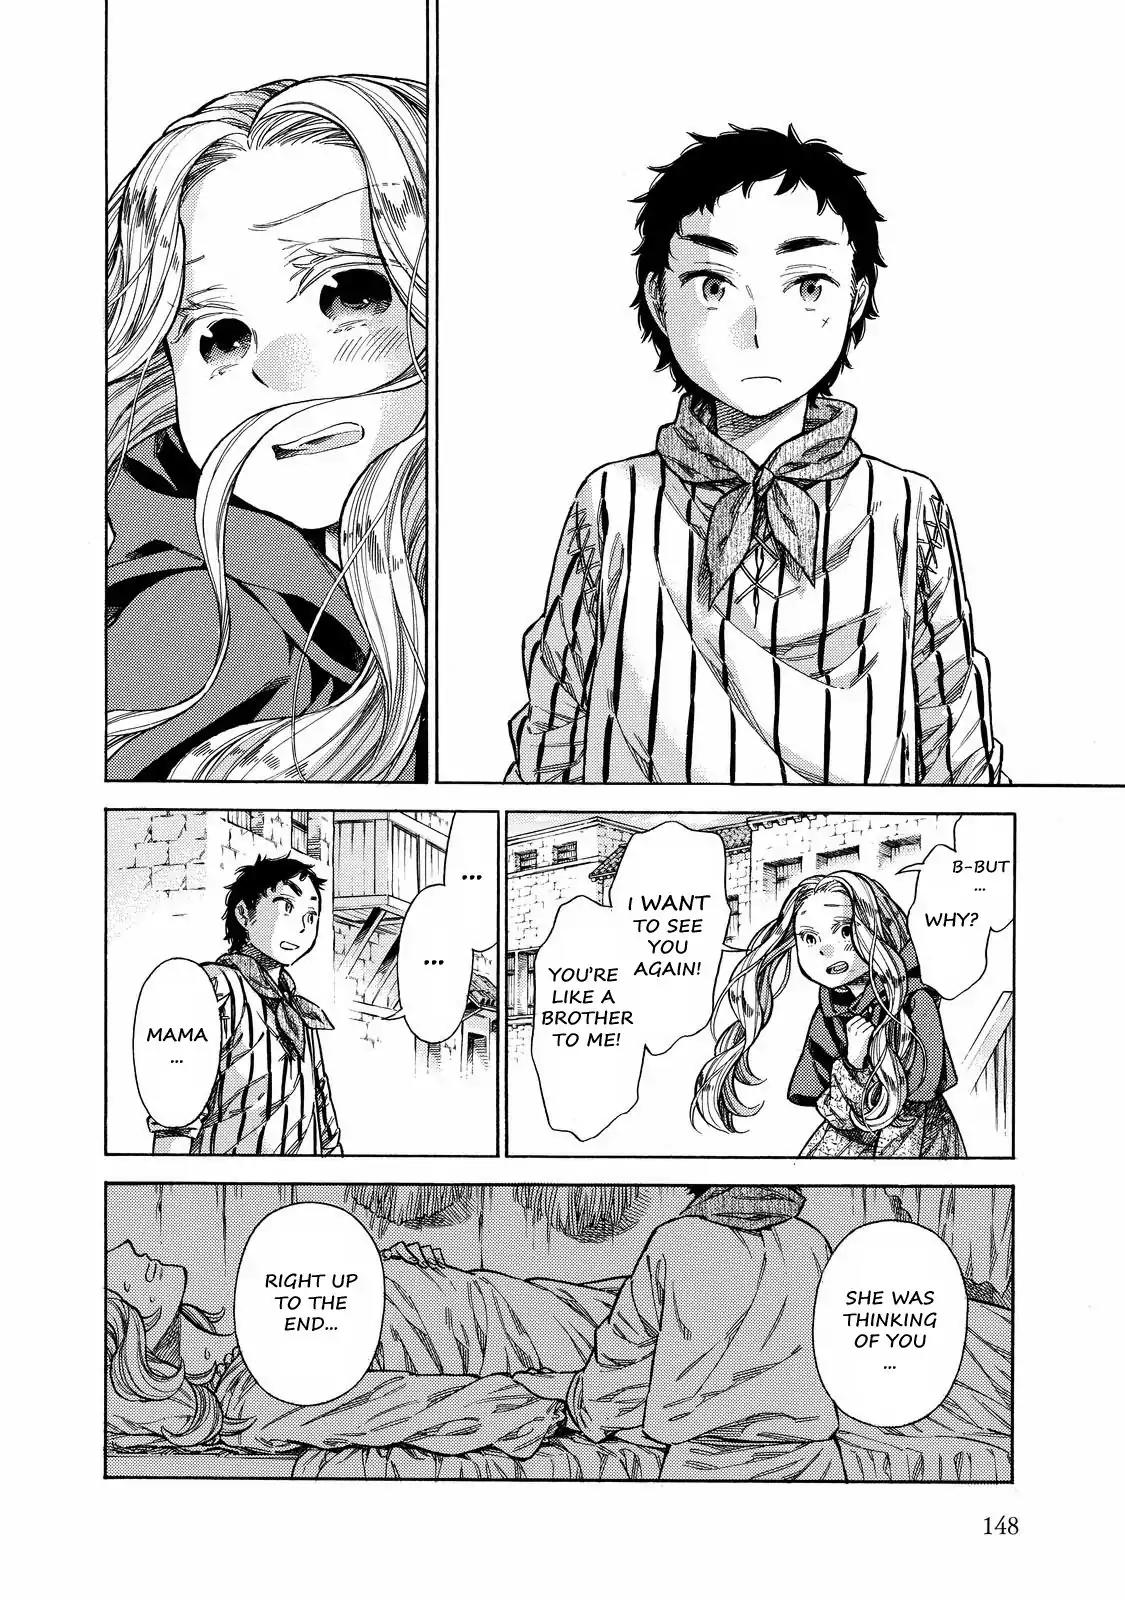 B-BUT
...
WHY?
I WANT
TO SEE
YOU
AGAIN!
YOU'RE
LIKE A
BROTHER
TO ME!
...
...
MAMA
...
SHE WAS
THINKING
OF YOU
...
RIGHT UP
TO THE
END...
148